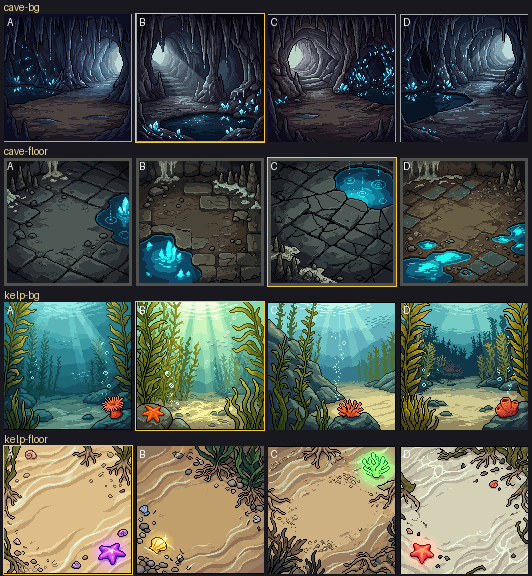 cave-bg
A B C D
cave-floor
A B C D
kelp-bg
A B C D
kelp-floor
A B C D